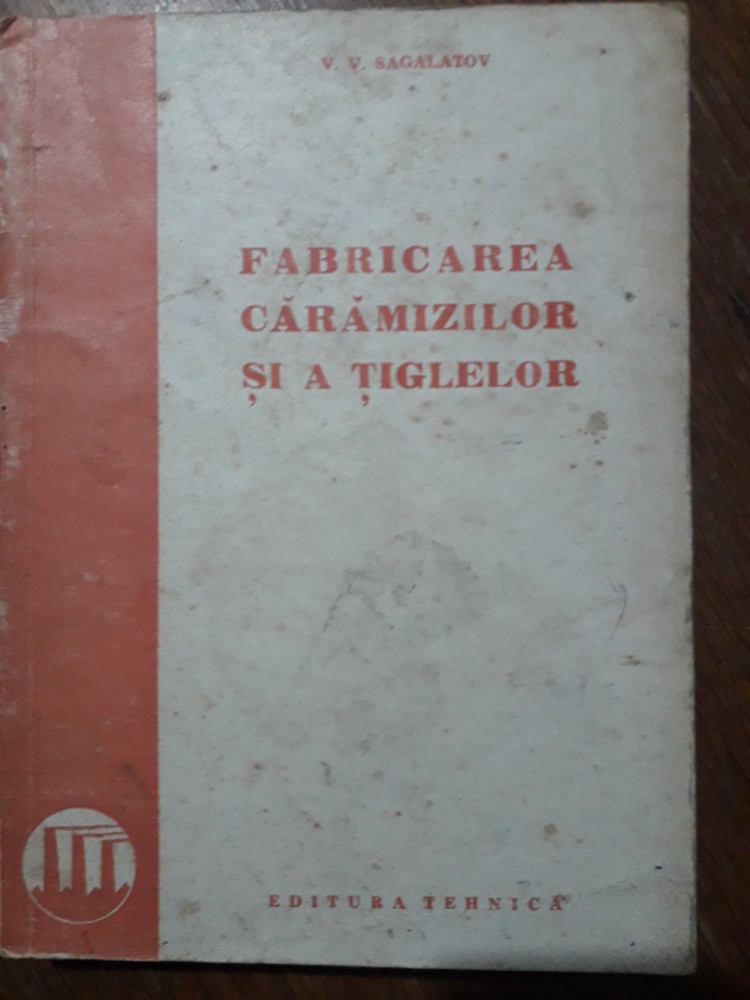 V. V. SAGALATOV
FABRICAREA
CĂRĂMIZILOR
ȘI A ȚIGLELOR
EDITURA TEHNICĂ